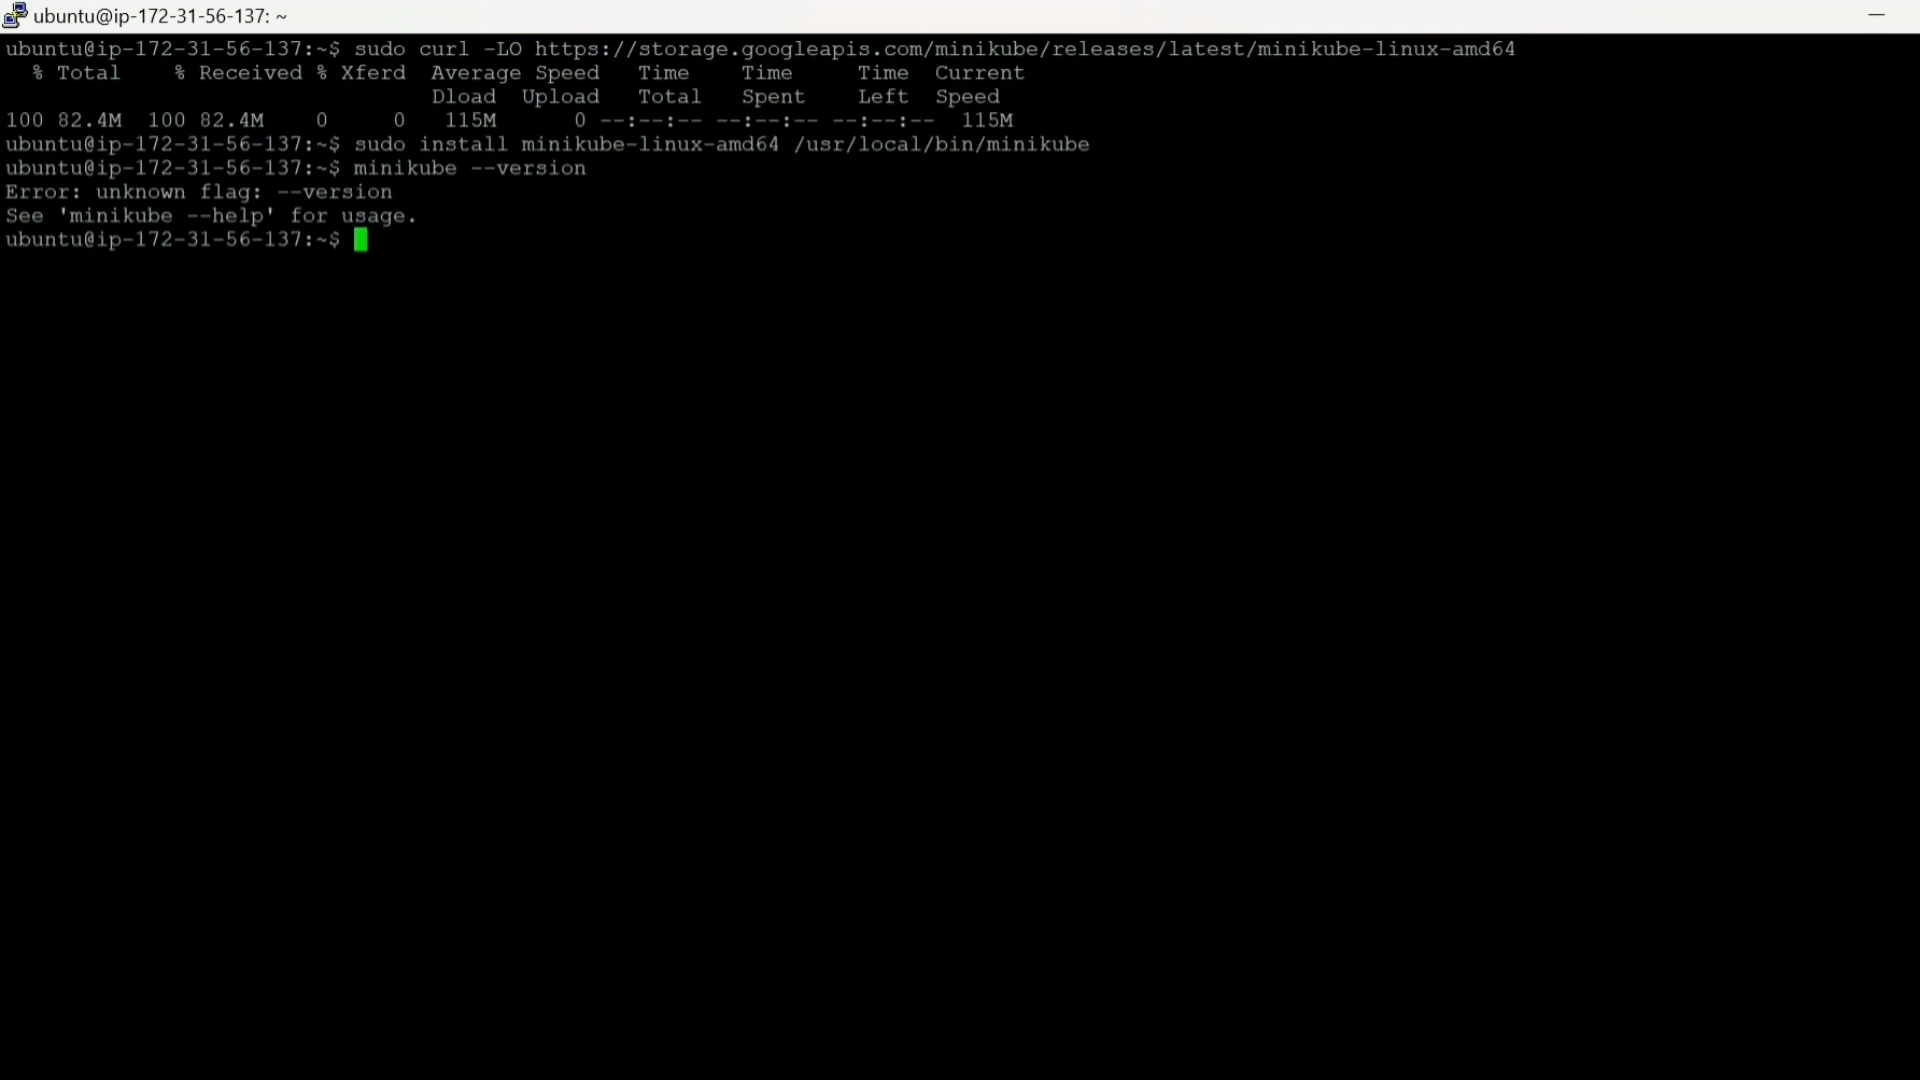 ubuntu@ip-172-31-56-137: ~
ubuntu@ip-172-31-56-137:~$ sudo curl -LO https://storage.googleapis.com/minikube/releases/latest/minikube-linux-amd64
  % Total    % Received % Xferd  Average Speed   Time    Time     Time  Current
                                 Dload  Upload   Total   Spent    Left  Speed
100 82.4M  100 82.4M    0     0   115M      0 --:--:-- --:--:-- --:--:--  115M
ubuntu@ip-172-31-56-137:~$ sudo install minikube-linux-amd64 /usr/local/bin/minikube
ubuntu@ip-172-31-56-137:~$ minikube --version
Error: unknown flag: --version
See 'minikube --help' for usage.
ubuntu@ip-172-31-56-137:~$